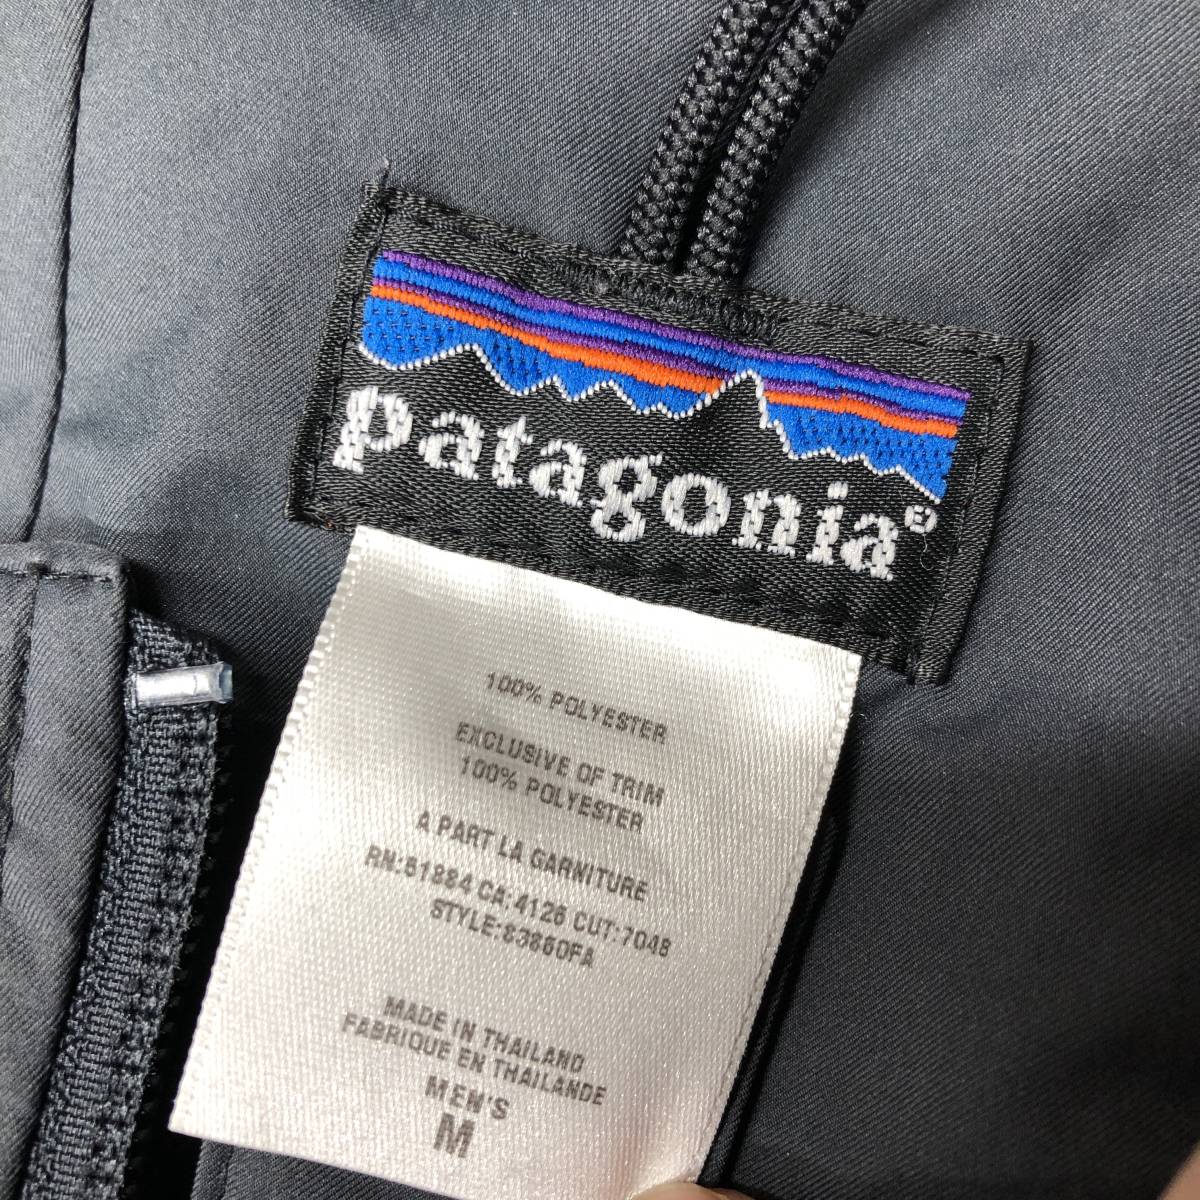 patagonia®
100% POLYESTER
EXCLUSIVE OF TRIM
100% POLYESTER
A PART LA GARNITURE
RN:51884 CA:4126 CUT:7048
STYLE:83850FA
MADE IN THAILAND
FABRIQUE EN THAILANDE
MEN'S
M